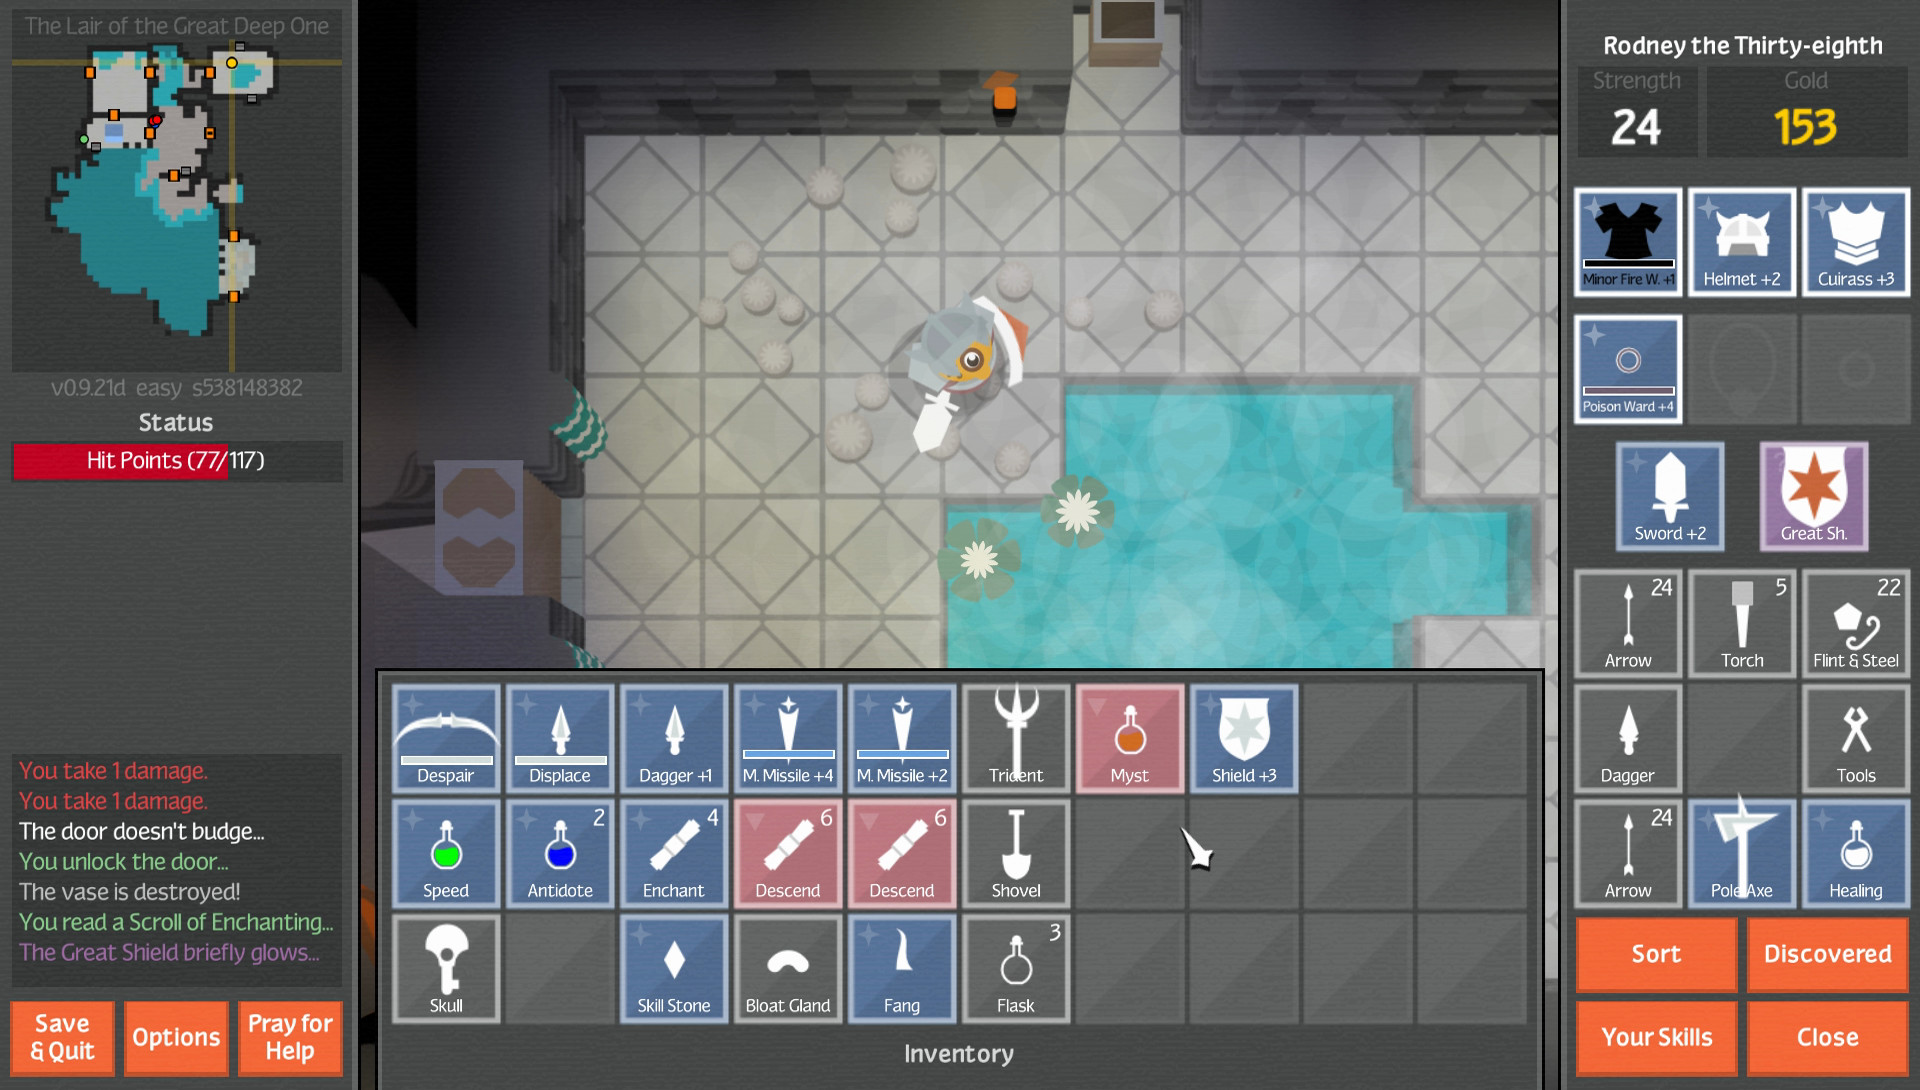 The Lair of the Great Deep One
v0.9.21d easy s538148382
Status
Hit Points (77/117)
You take 1 damage.
You take 1 damage.
The door doesn't budge...
You unlock the door...
The vase is destroyed!
You read a Scroll of Enchanting...
The Great Shield briefly glows...
Save & Quit
Options
Pray for Help
Despair
Displace
Dagger +1
M. Missile +4
M. Missile +2
Trident
Myst
Shield +3
Speed
2
Antidote
4
Enchant
6
Descend
6
Descend
Shovel
Skull
Skill Stone
Bloat Gland
Fang
3
Flask
Inventory
Rodney the Thirty-eighth
Strength
24
Gold
153
Minor Fire W. +1
Helmet +2
Cuirass +3
Poison Ward +4
Sword +2
Great Sh.
24
Arrow
5
Torch
22
Flint & Steel
Dagger
Tools
24
Arrow
Pole Axe
Healing
Sort
Discovered
Your Skills
Close